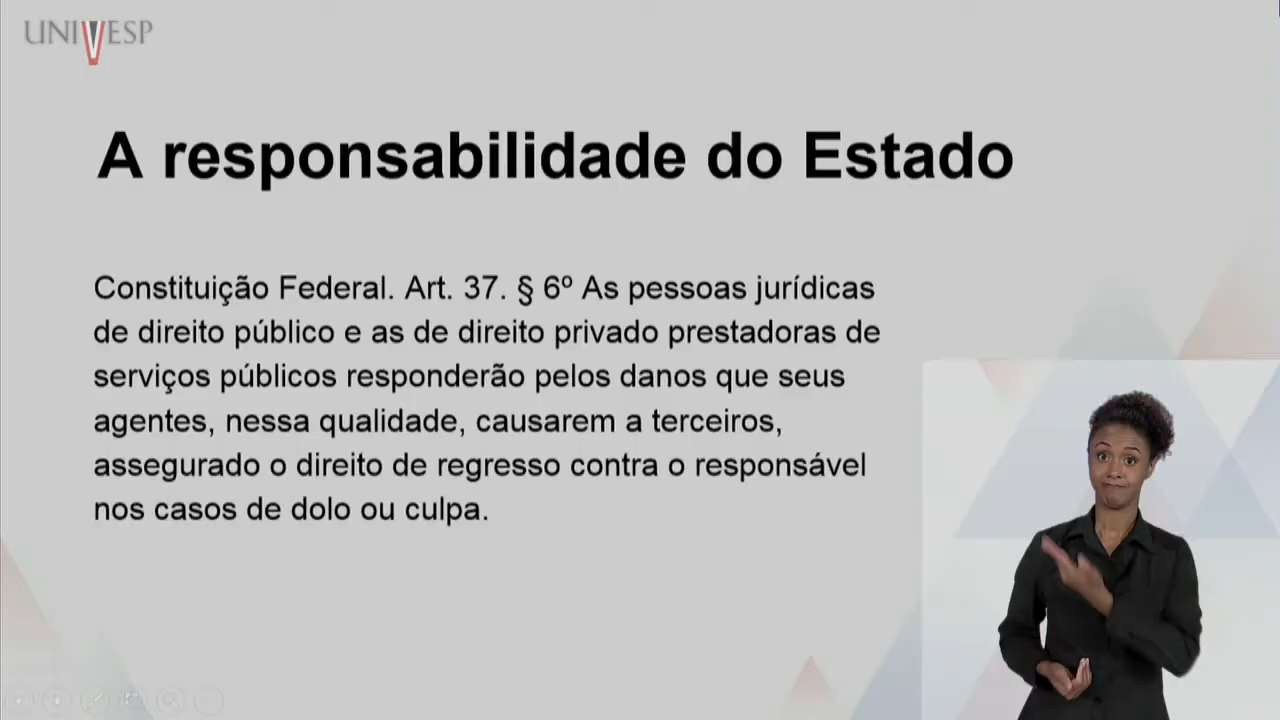 UNIVESP
A responsabilidade do Estado
Constituição Federal. Art. 37. § 6º As pessoas jurídicas
de direito público e as de direito privado prestadoras de
serviços públicos responderão pelos danos que seus
agentes, nessa qualidade, causarem a terceiros,
assegurado o direito de regresso contra o responsável
nos casos de dolo ou culpa.